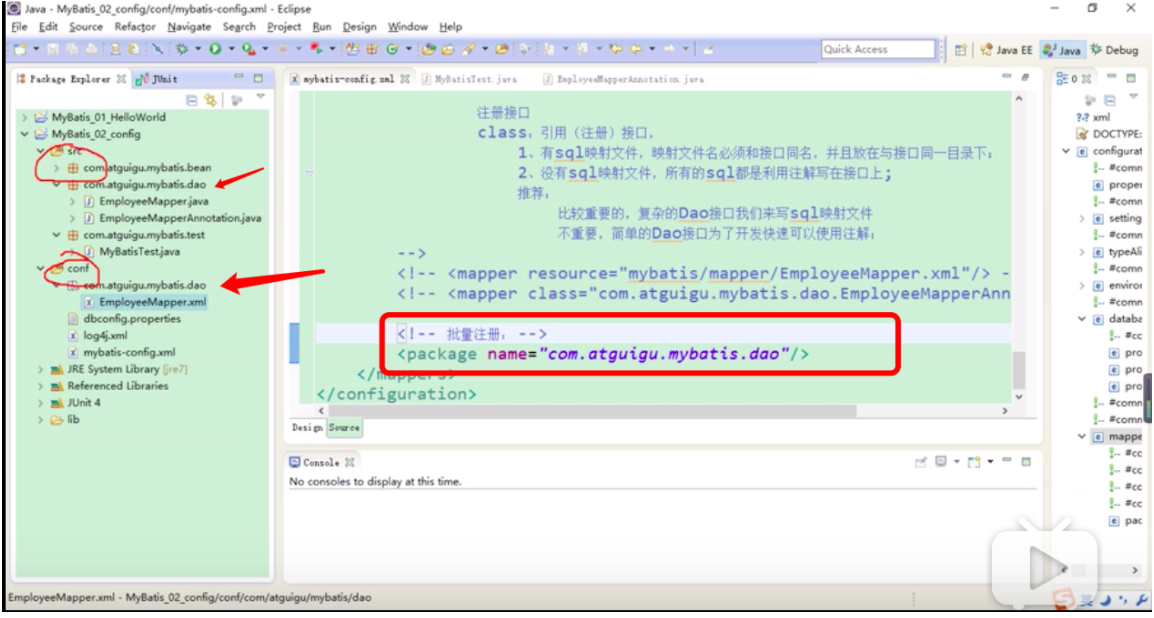 Java - MyBatis_02_config/conf/mybatis-config.xml - Eclipse
File Edit Source Refactor Navigate Search Project Run Design Window Help
Quick Access
Java EE
Java
Debug
Package Explorer
JUnit
MyBatis_01_HelloWorld
MyBatis_02_config
src
com.atguigu.mybatis.bean
com.atguigu.mybatis.dao
EmployeeMapper.java
EmployeeMapperAnnotation.java
com.atguigu.mybatis.test
MyBatisTest.java
conf
com.atguigu.mybatis.dao
EmployeeMapper.xml
dbconfig.properties
log4j.xml
mybatis-config.xml
JRE System Library [jre7]
Referenced Libraries
JUnit 4
lib
mybatis-config.xml
MyBatisTest.java
EmployeeMapperAnnotation.java
注册接口
class：引用（注册）接口，
1、有sql映射文件，映射文件名必须和接口同名，并且放在与接口同一目录下；
2、没有sql映射文件，所有的sql都是利用注解写在接口上;
推荐：
比较重要的，复杂的Dao接口我们来写sql映射文件
不重要，简单的Dao接口为了开发快速可以使用注解；
-->
<!-- <mapper resource="mybatis/mapper/EmployeeMapper.xml"/> -
<!-- <mapper class="com.atguigu.mybatis.dao.EmployeeMapperAnn
<!-- 批量注册： -->
<package name="com.atguigu.mybatis.dao"/>
</mappers>
</configuration>
Design Source
Console
No consoles to display at this time.
O
?-? xml
DOCTYPE:
configurat
#comn
proper
#comn
setting
#comn
typeAli
#comn
enviror
#comn
databa
#cc
pro
pro
pro
#comn
#comn
mappe
#cc
#cc
#cc
#cc
pac
EmployeeMapper.xml - MyBatis_02_config/conf/com/atguigu/mybatis/dao